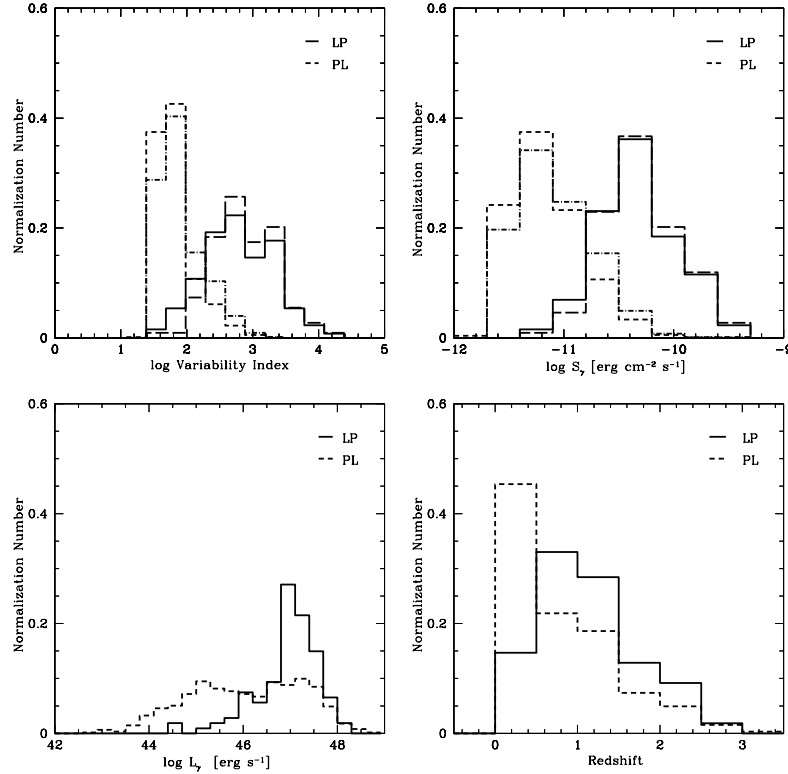 0.6
LP
PL
0.4
0.2
0
Normalization Number
0 1 2 3 4 5
log Variability Index
0.6
LP
PL
0.4
0.2
0
Normalization Number
-12 -11 -10 -9
log Sγ [erg cm⁻² s⁻¹]
0.6
LP
PL
0.4
0.2
0
Normalization Number
42 44 46 48
log Lγ [erg s⁻¹]
0.6
LP
PL
0.4
0.2
0
Normalization Number
0 1 2 3
Redshift